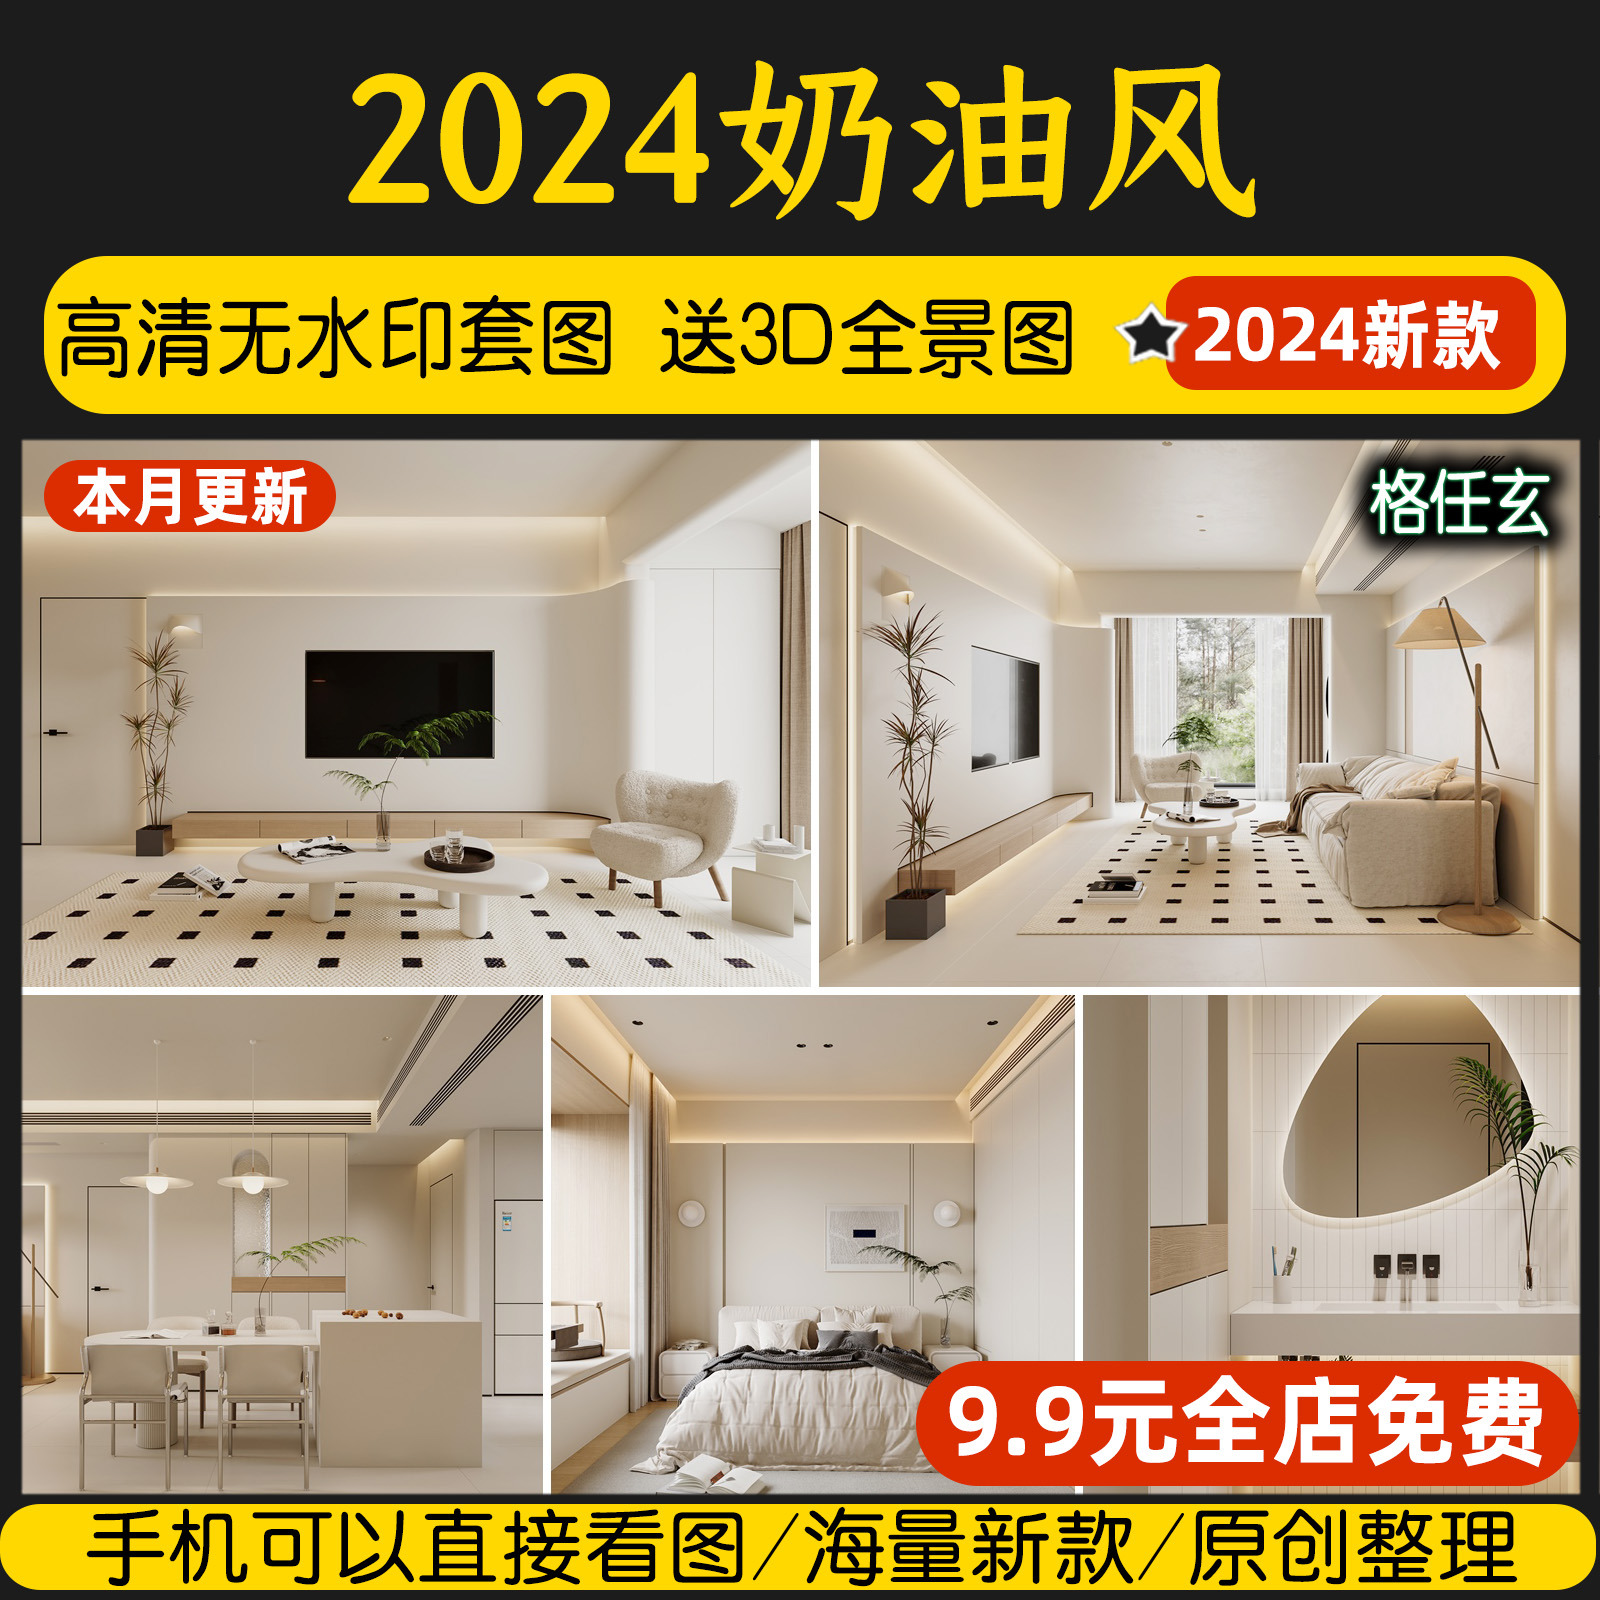 2024奶油风
高清无水印套图 送3D全景图
2024新款
本月更新
格任玄
9.9元全店免费
手机可以直接看图/海量新款/原创整理